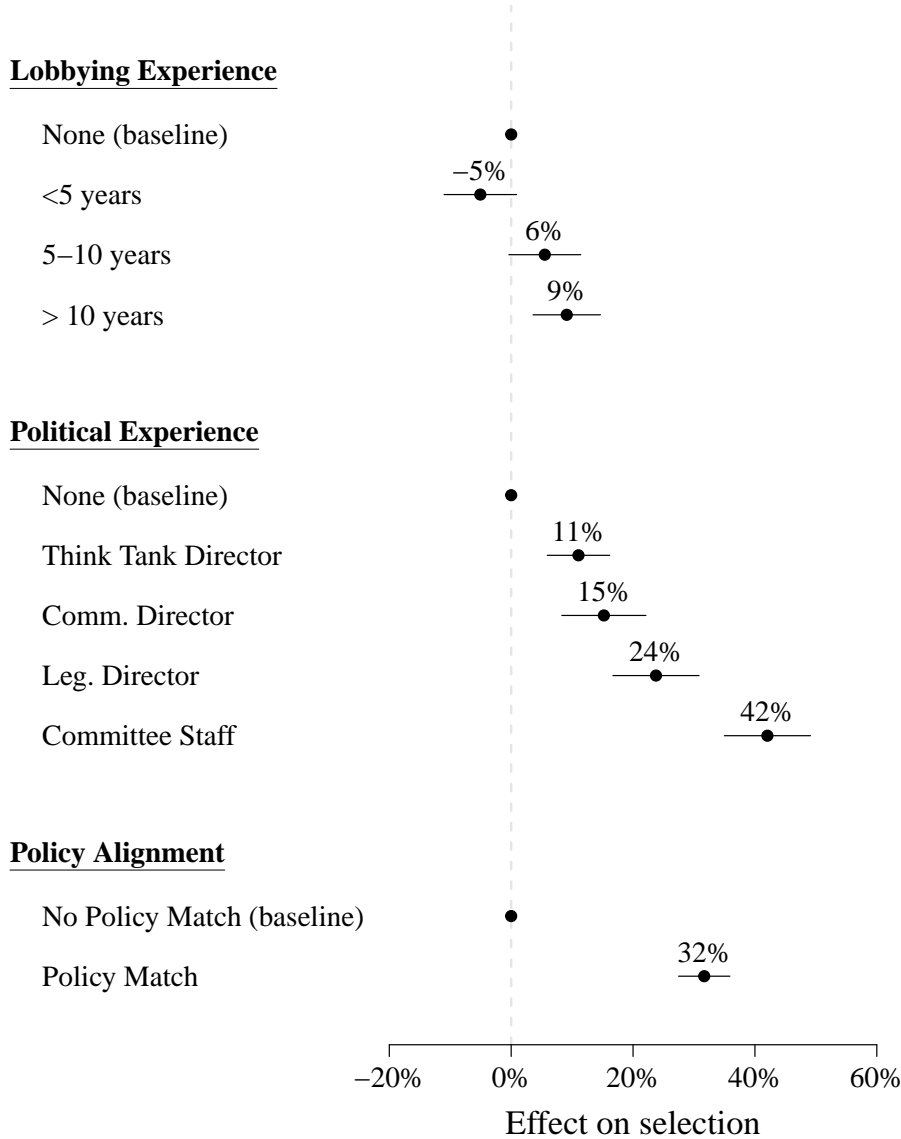 Lobbying Experience
None (baseline)
−5%
<5 years
6%
5−10 years
9%
> 10 years
Political Experience
None (baseline)
11%
Think Tank Director
15%
Comm. Director
24%
Leg. Director
42%
Committee Staff
Policy Alignment
No Policy Match (baseline)
32%
Policy Match
−20% 0% 20% 40% 60%
Effect on selection